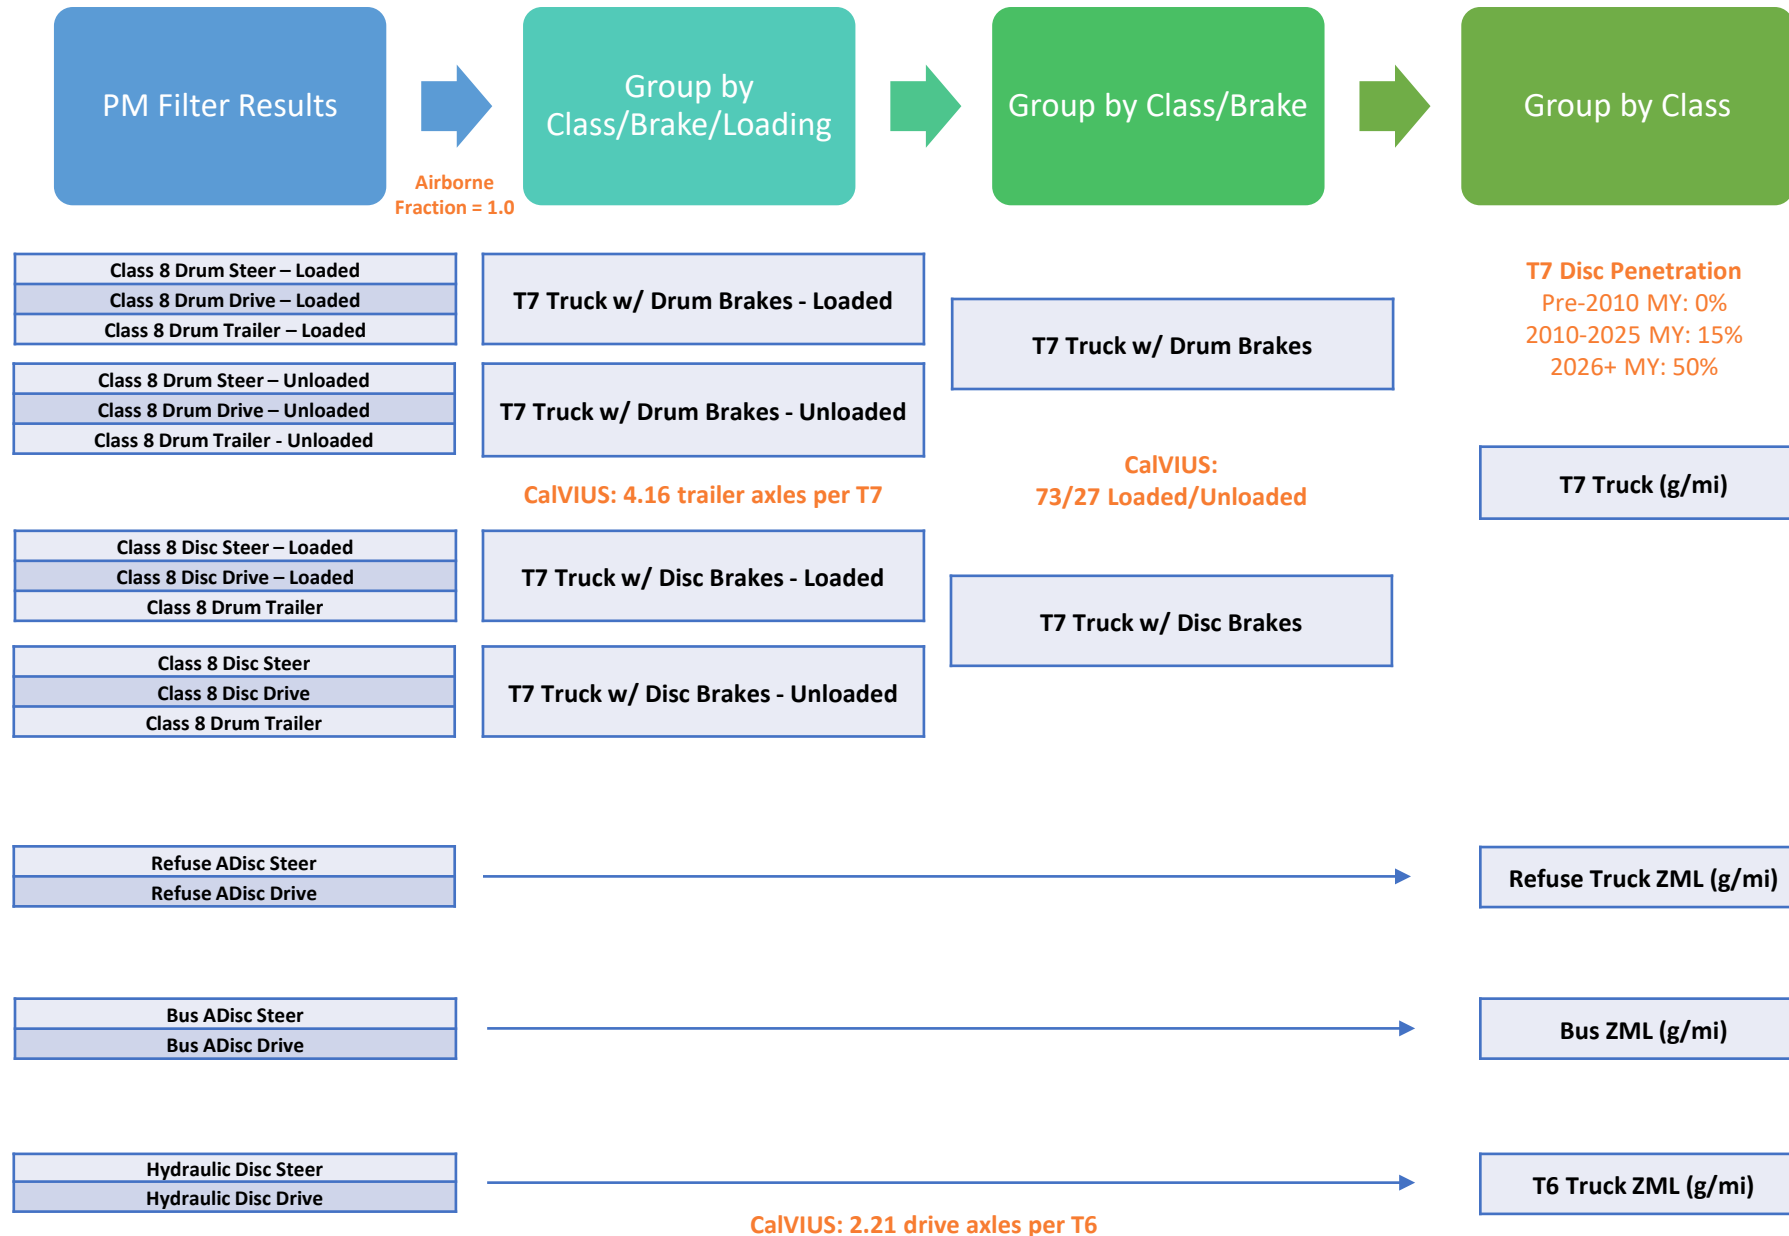 PM Filter Results
Group by
Class/Brake/Loading
Group by Class/Brake
Group by Class
Airborne
Fraction = 1.0
Class 8 Drum Steer – Loaded
Class 8 Drum Drive – Loaded
Class 8 Drum Trailer – Loaded
T7 Truck w/ Drum Brakes - Loaded
Class 8 Drum Steer – Unloaded
Class 8 Drum Drive – Unloaded
Class 8 Drum Trailer - Unloaded
T7 Truck w/ Drum Brakes - Unloaded
T7 Truck w/ Drum Brakes
T7 Disc Penetration
Pre-2010 MY: 0%
2010-2025 MY: 15%
2026+ MY: 50%
CalVIUS: 4.16 trailer axles per T7
CalVIUS:
73/27 Loaded/Unloaded
T7 Truck (g/mi)
Class 8 Disc Steer – Loaded
Class 8 Disc Drive – Loaded
Class 8 Drum Trailer
T7 Truck w/ Disc Brakes - Loaded
Class 8 Disc Steer
Class 8 Disc Drive
Class 8 Drum Trailer
T7 Truck w/ Disc Brakes - Unloaded
T7 Truck w/ Disc Brakes
Refuse ADisc Steer
Refuse ADisc Drive
Refuse Truck ZML (g/mi)
Bus ADisc Steer
Bus ADisc Drive
Bus ZML (g/mi)
Hydraulic Disc Steer
Hydraulic Disc Drive
T6 Truck ZML (g/mi)
CalVIUS: 2.21 drive axles per T6